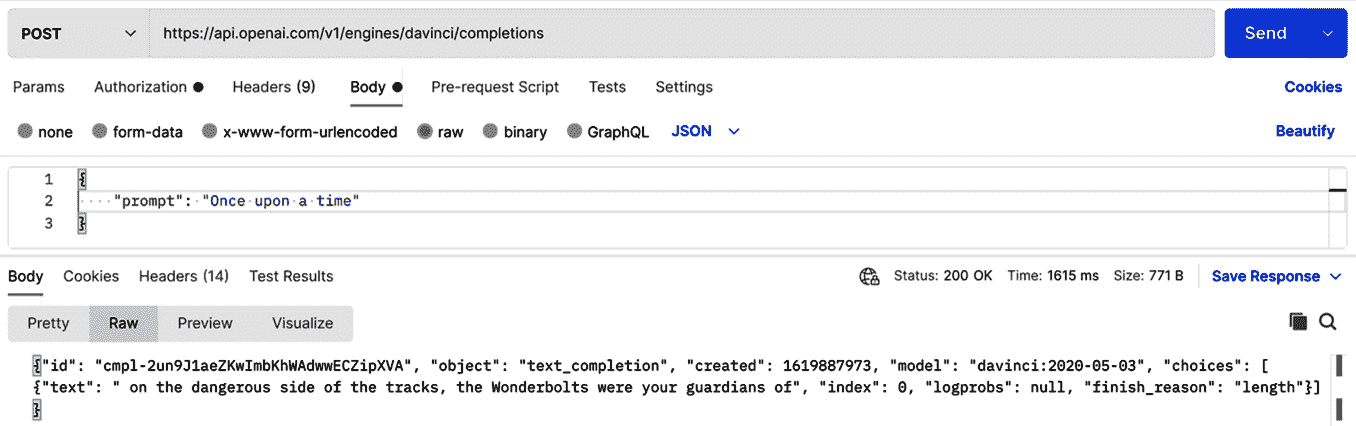 POST https://api.openai.com/v1/engines/davinci/completions Send
Params Authorization Headers (9) Body Pre-request Script Tests Settings Cookies
none form-data x-www-form-urlencoded raw binary GraphQL JSON Beautify
1 {
2 "prompt": "Once upon a time"
3 }
Body Cookies Headers (14) Test Results Status: 200 OK Time: 1615 ms Size: 771 B Save Response
Pretty Raw Preview Visualize
{"id": "cmpl-2un9J1aeZKwImbKhWAdwwECZipXVA", "object": "text_completion", "created": 1619887973, "model": "davinci:2020-05-03", "choices": [
{"text": " on the dangerous side of the tracks, the Wonderbolts were your guardians of", "index": 0, "logprobs": null, "finish_reason": "length"}]
}